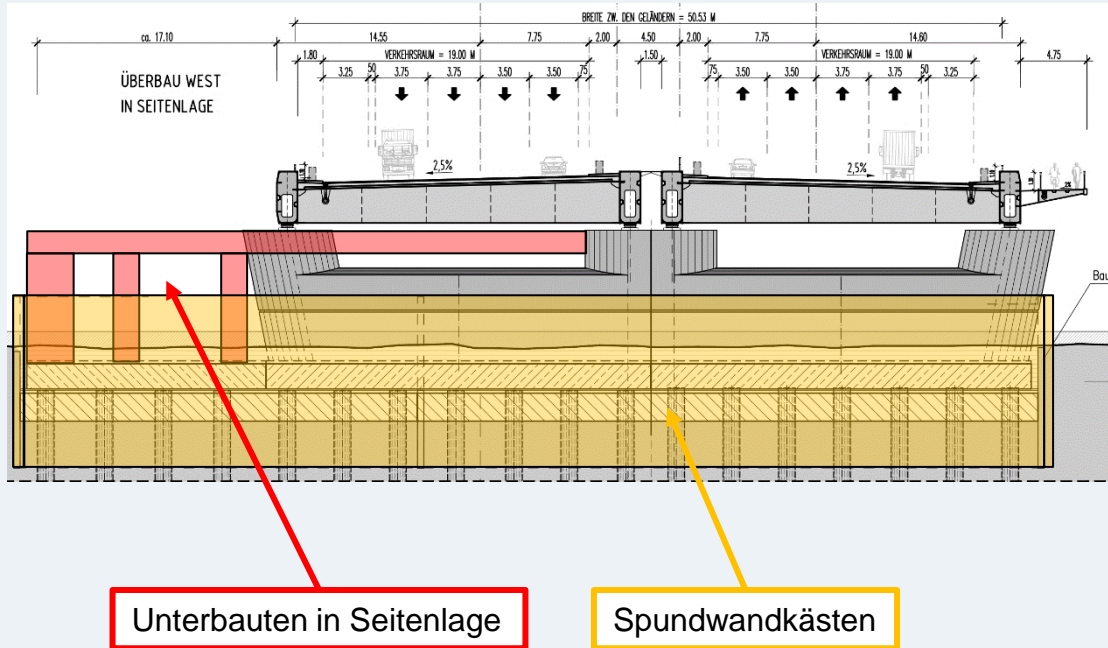 BREITE ZW. DEN GELÄNDERN = 50.53 M
ca. 17.10 14.55 7.75 2.00 4.50 2.00 7.75 14.60
1.80 VERKEHRSRAUM = 19.00 M 1.50 VERKEHRSRAUM = 19.00 M 4.75
3.25 50 3.75 3.75 3.50 3.50 75 75 3.50 3.50 3.75 3.75 50 3.25
ÜBERBAU WEST
IN SEITENLAGE
2,5% 2,5%
Bau
Unterbauten in Seitenlage
Spundwandkästen